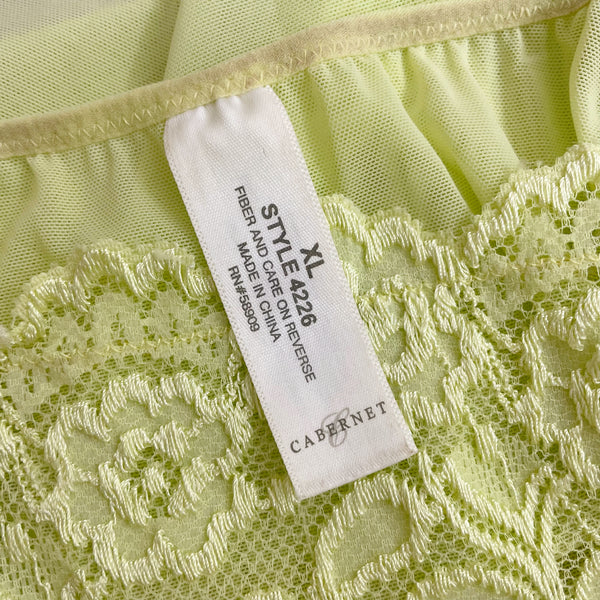 XL
STYLE 4226
FIBER AND CARE ON REVERSE
MADE IN CHINA
RN#58909
C
CABERNET